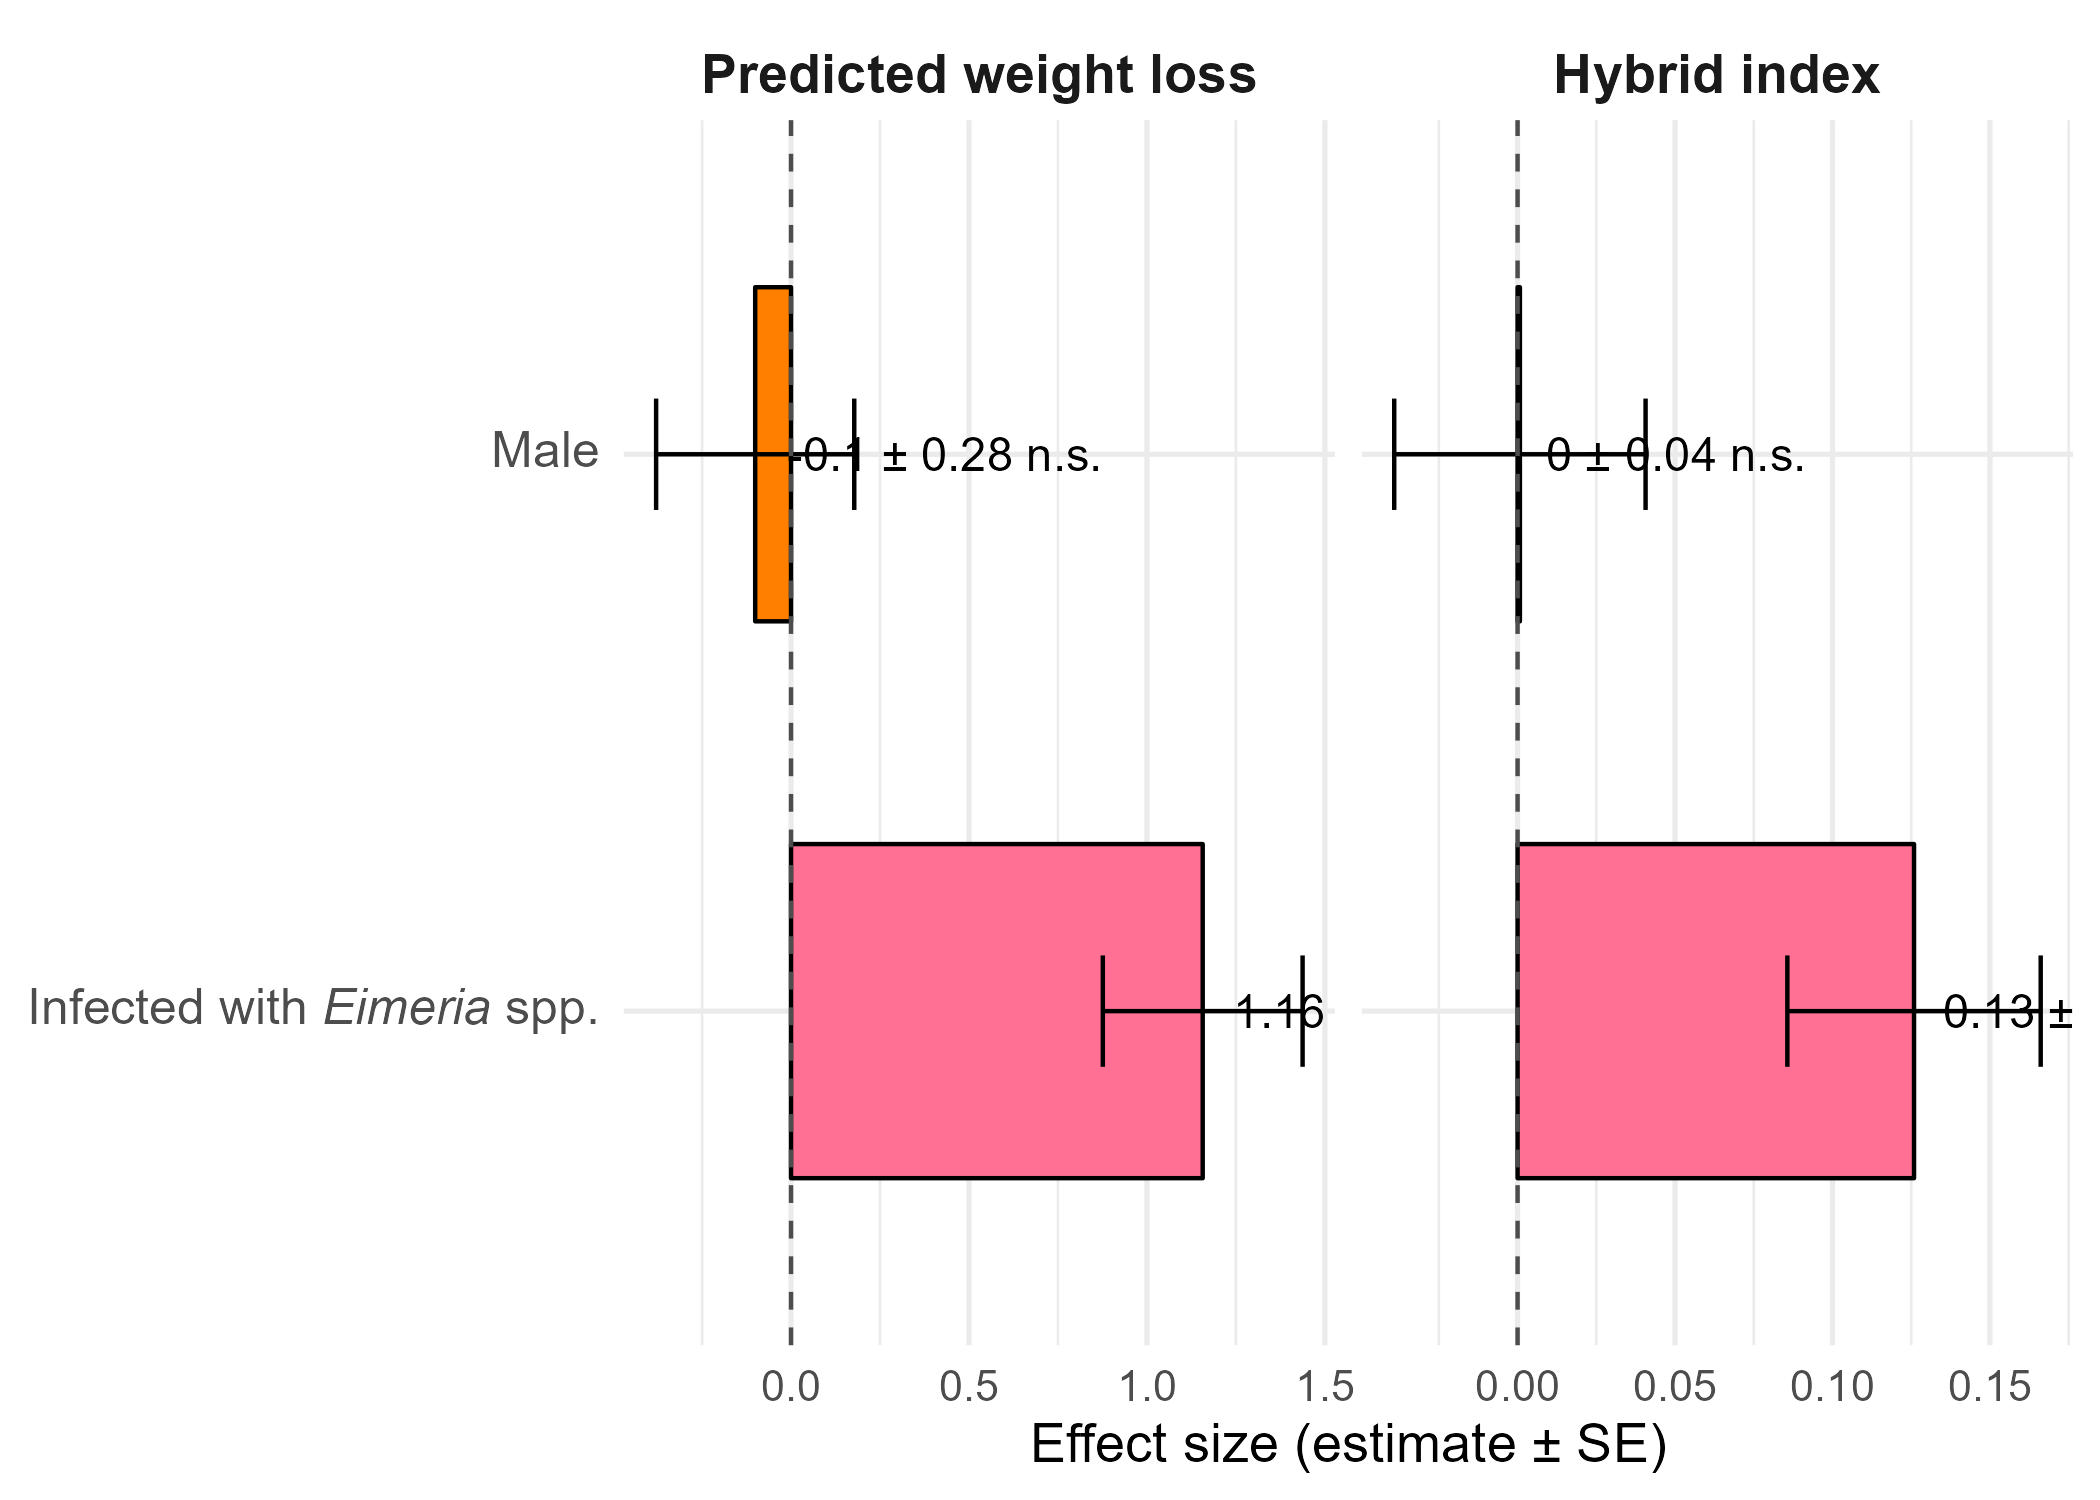 Predicted weight loss
Hybrid index
Male
-0.1 ± 0.28 n.s.
0 ± 0.04 n.s.
Infected with Eimeria spp.
1.16
0.13 ±
0.0 0.5 1.0 1.5
0.00 0.05 0.10 0.15
Effect size (estimate ± SE)